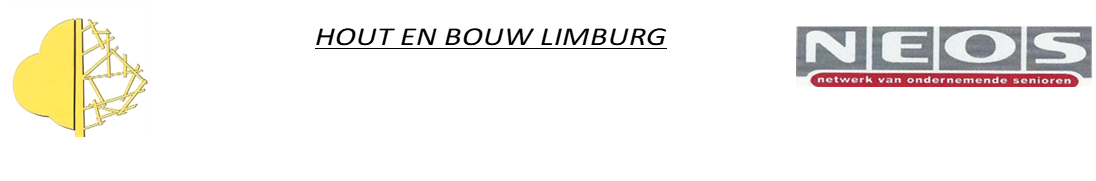 HOUT EN BOUW LIMBURG
NEOS
netwerk van ondernemende senioren